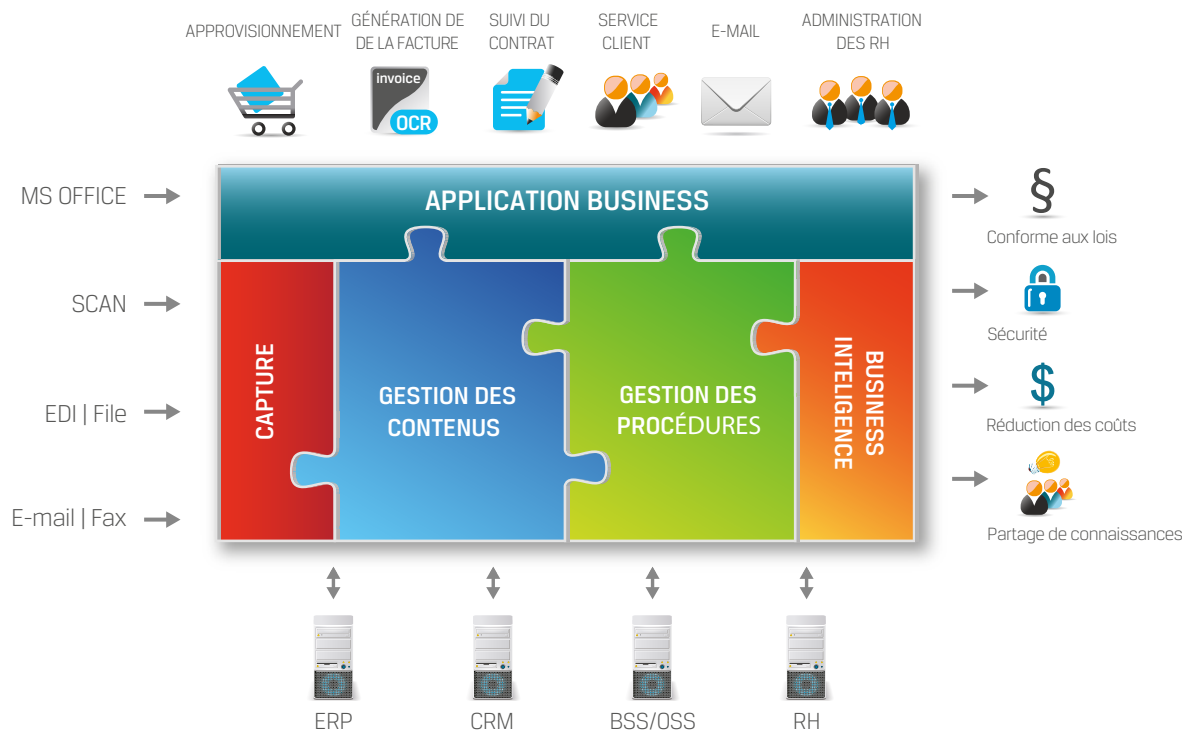 APPROVISIONNEMENT
GÉNÉRATION DE
DE LA FACTURE
SUIVI DU
CONTRAT
SERVICE
CLIENT
E-MAIL
ADMINISTRATION
DES RH
invoice
OCR
MS OFFICE
SCAN
EDI | File
E-mail | Fax
APPLICATION BUSINESS
CAPTURE
GESTION DES
CONTENUS
GESTION DES
PROCÉDURES
BUSINESS
INTELIGENCE
§
Conforme aux lois
Sécurité
$
Réduction des coûts
Partage de connaissances
ERP
CRM
BSS/OSS
RH